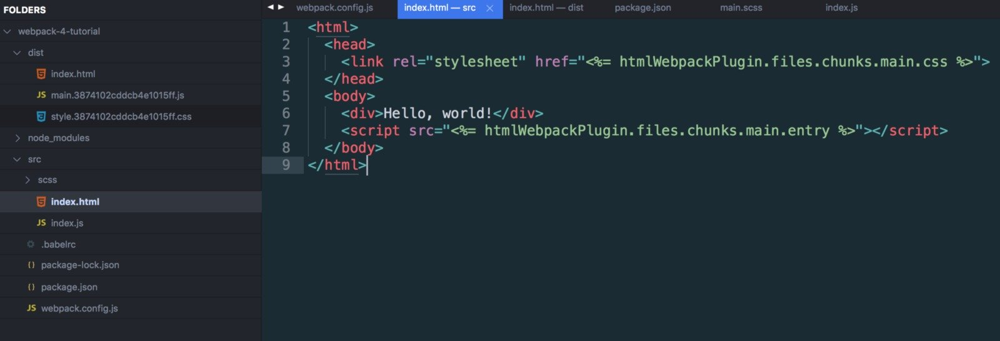 FOLDERS
webpack-4-tutorial
dist
index.html
JS main.3874102cddcb4e1015ff.js
style.3874102cddcb4e1015ff.css
node_modules
src
scss
index.html
JS index.js
.babelrc
{} package-lock.json
{} package.json
JS webpack.config.js
webpack.config.js index.html — src × index.html — dist package.json main.scss index.js
1 <html>
2 <head>
3 <link rel="stylesheet" href="<%= htmlWebpackPlugin.files.chunks.main.css %>">
4 </head>
5 <body>
6 <div>Hello, world!</div>
7 <script src="<%= htmlWebpackPlugin.files.chunks.main.entry %>"></script>
8 </body>
9 </html>